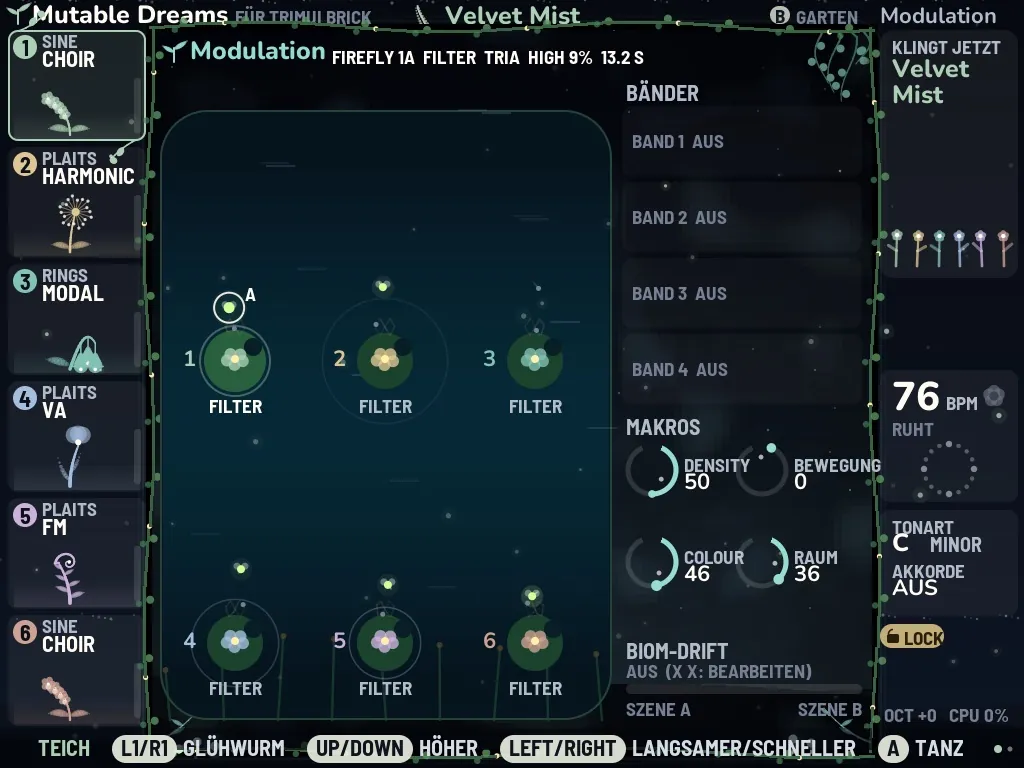 Mutable Dreams FÜR TRIMUI BRICK Velvet Mist B GARTEN Modulation
1 SINE
CHOIR
2 PLAITS
HARMONIC
3 RINGS
MODAL
4 PLAITS
VA
5 PLAITS
FM
6 SINE
CHOIR
Modulation FIREFLY 1A FILTER TRIA HIGH 9% 13.2 S
A
1 2 3
FILTER FILTER FILTER
4 5 6
FILTER FILTER FILTER
BÄNDER
BAND 1 AUS
BAND 2 AUS
BAND 3 AUS
BAND 4 AUS
MAKROS
DENSITY BEWEGUNG
50 0
COLOUR RAUM
46 36
BIOM-DRIFT
AUS (X X: BEARBEITEN)
SZENE A SZENE B
KLINGT JETZT
Velvet
Mist
76 BPM
RUHT
TONART
C MINOR
AKKORDE
AUS
LOCK
OCT +0 CPU 0%
TEICH L1/R1 GLÜHWURM UP/DOWN HÖHER LEFT/RIGHT LANGSAMER/SCHNELLER A TANZ